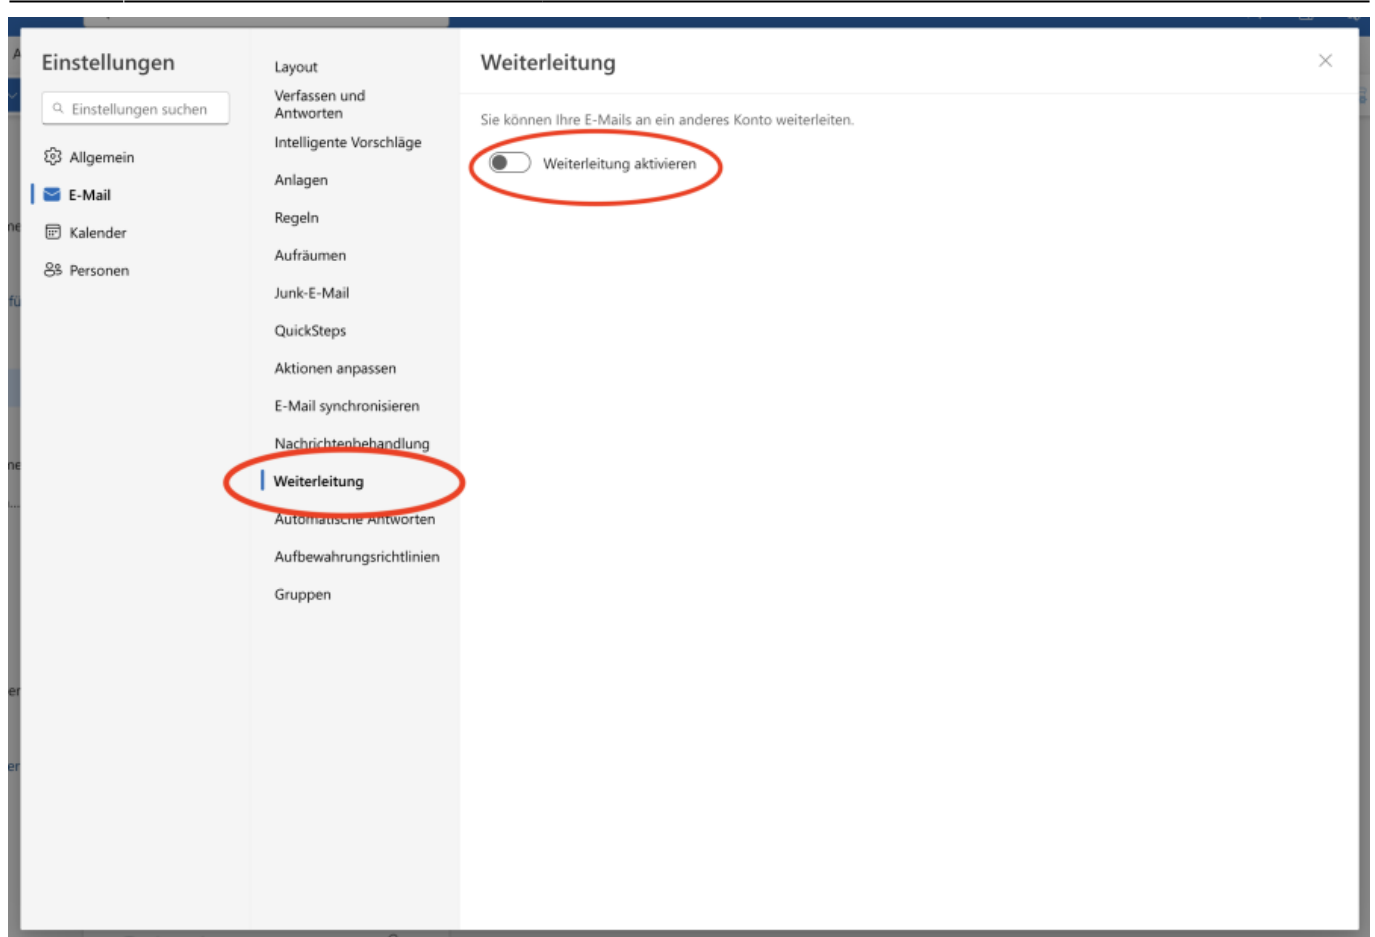 Einstellungen
Einstellungen suchen
Allgemein
E-Mail
Kalender
Personen
Layout
Verfassen und
Antworten
Intelligente Vorschläge
Anlagen
Regeln
Aufräumen
Junk-E-Mail
QuickSteps
Aktionen anpassen
E-Mail synchronisieren
Nachrichtenbehandlung
Weiterleitung
Automatische Antworten
Aufbewahrungsrichtlinien
Gruppen
Weiterleitung
Sie können Ihre E-Mails an ein anderes Konto weiterleiten.
Weiterleitung aktivieren